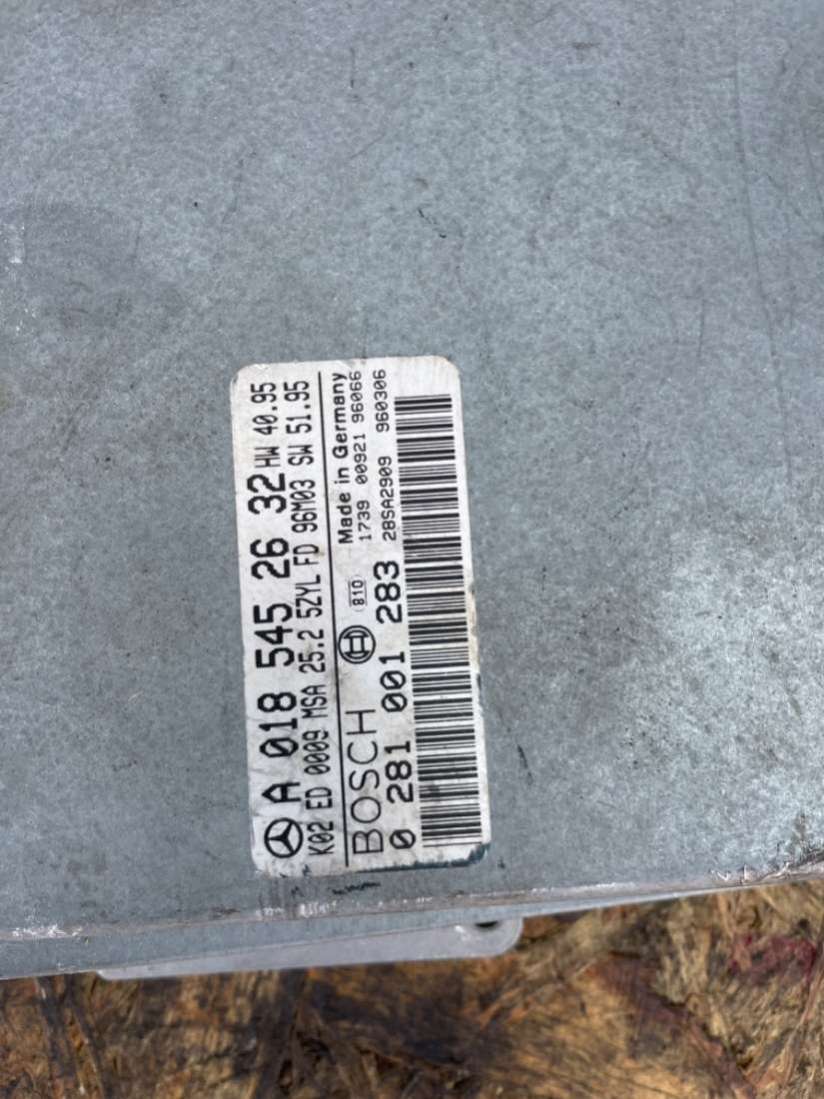 A 018 545 26 32 HW 40.95
K02 ED 0009 MSA 25.2 5ZYL FD 96M03 SW 51.95
BOSCH 810 Made in Germany
1739 00921 96066
0 281 001 283 28SA2909 960306